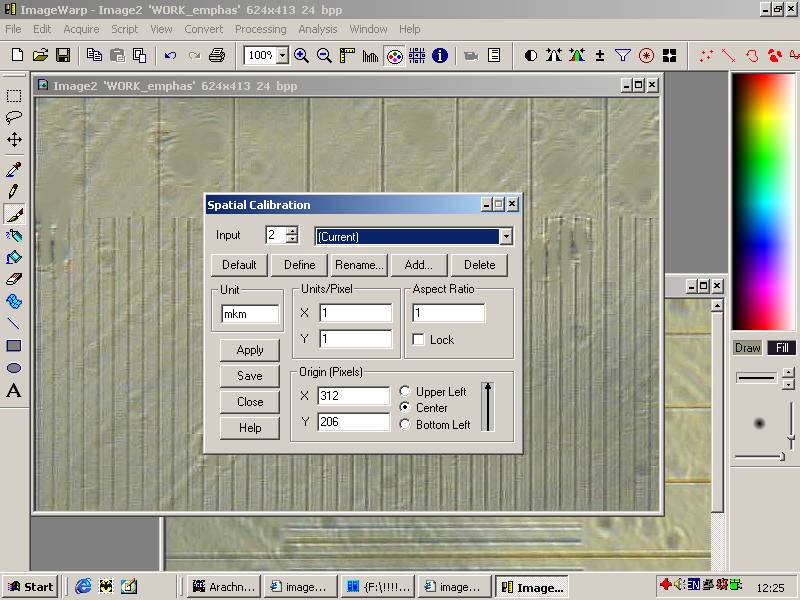 ImageWarp - Image2 'WORK_emphas' 624x413 24 bpp
File Edit Acquire Script View Convert Processing Analysis Window Help
100%
Image2 'WORK_emphas' 624x413 24 bpp
Spatial Calibration
Input 2 (Current)
Default Define Rename... Add... Delete
Unit Units/Pixel Aspect Ratio
mkm X 1 1
Y 1 Lock
Apply
Save Origin (Pixels)
X 312 Upper Left
Close Center
Y 206 Bottom Left
Help
Draw Fill
A
Start Arachn... image... {F:\!!!!... image... Image... EN 12:25